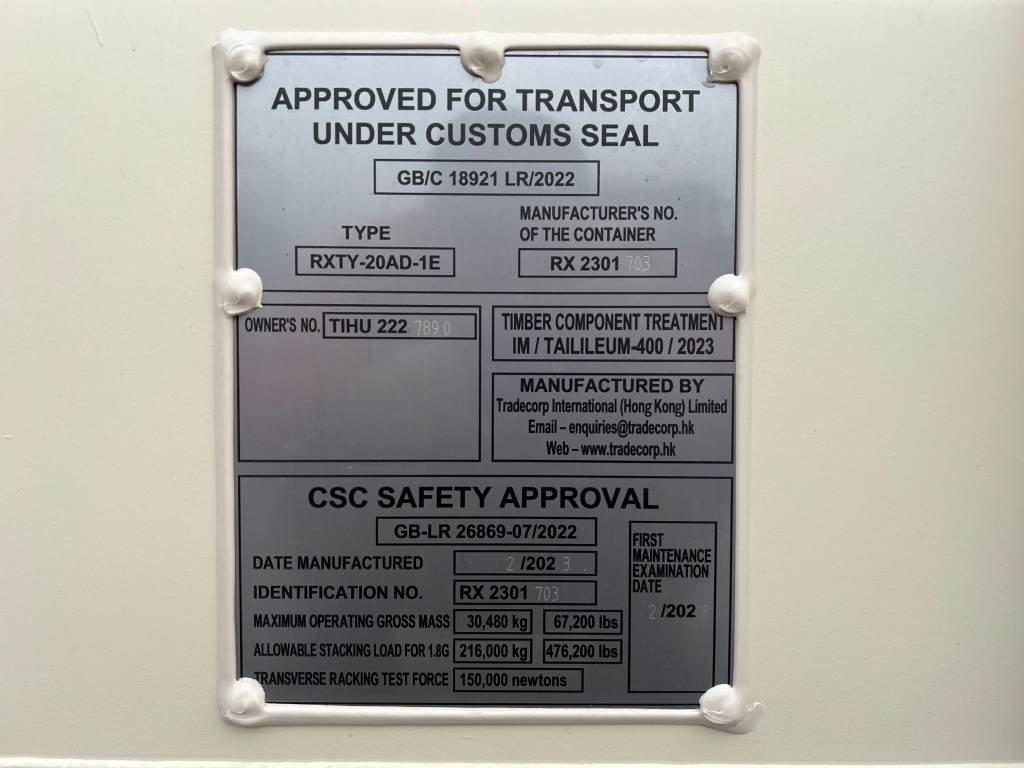 APPROVED FOR TRANSPORT
UNDER CUSTOMS SEAL
GB/C 18921 LR/2022
TYPE
RXTY-20AD-1E
MANUFACTURER'S NO.
OF THE CONTAINER
RX 2301 703
OWNER'S NO. TIHU 222 789 0
TIMBER COMPONENT TREATMENT
IM / TAILILEUM-400 / 2023
MANUFACTURED BY
Tradecorp International (Hong Kong) Limited
Email – enquiries@tradecorp.hk
Web – www.tradecorp.hk
CSC SAFETY APPROVAL
GB-LR 26869-07/2022
DATE MANUFACTURED 2 /202 3
IDENTIFICATION NO. RX 2301 703
MAXIMUM OPERATING GROSS MASS 30,480 kg 67,200 lbs
ALLOWABLE STACKING LOAD FOR 1.8G 216,000 kg 476,200 lbs
TRANSVERSE RACKING TEST FORCE 150,000 newtons
FIRST
MAINTENANCE
EXAMINATION
DATE
2 /202 8